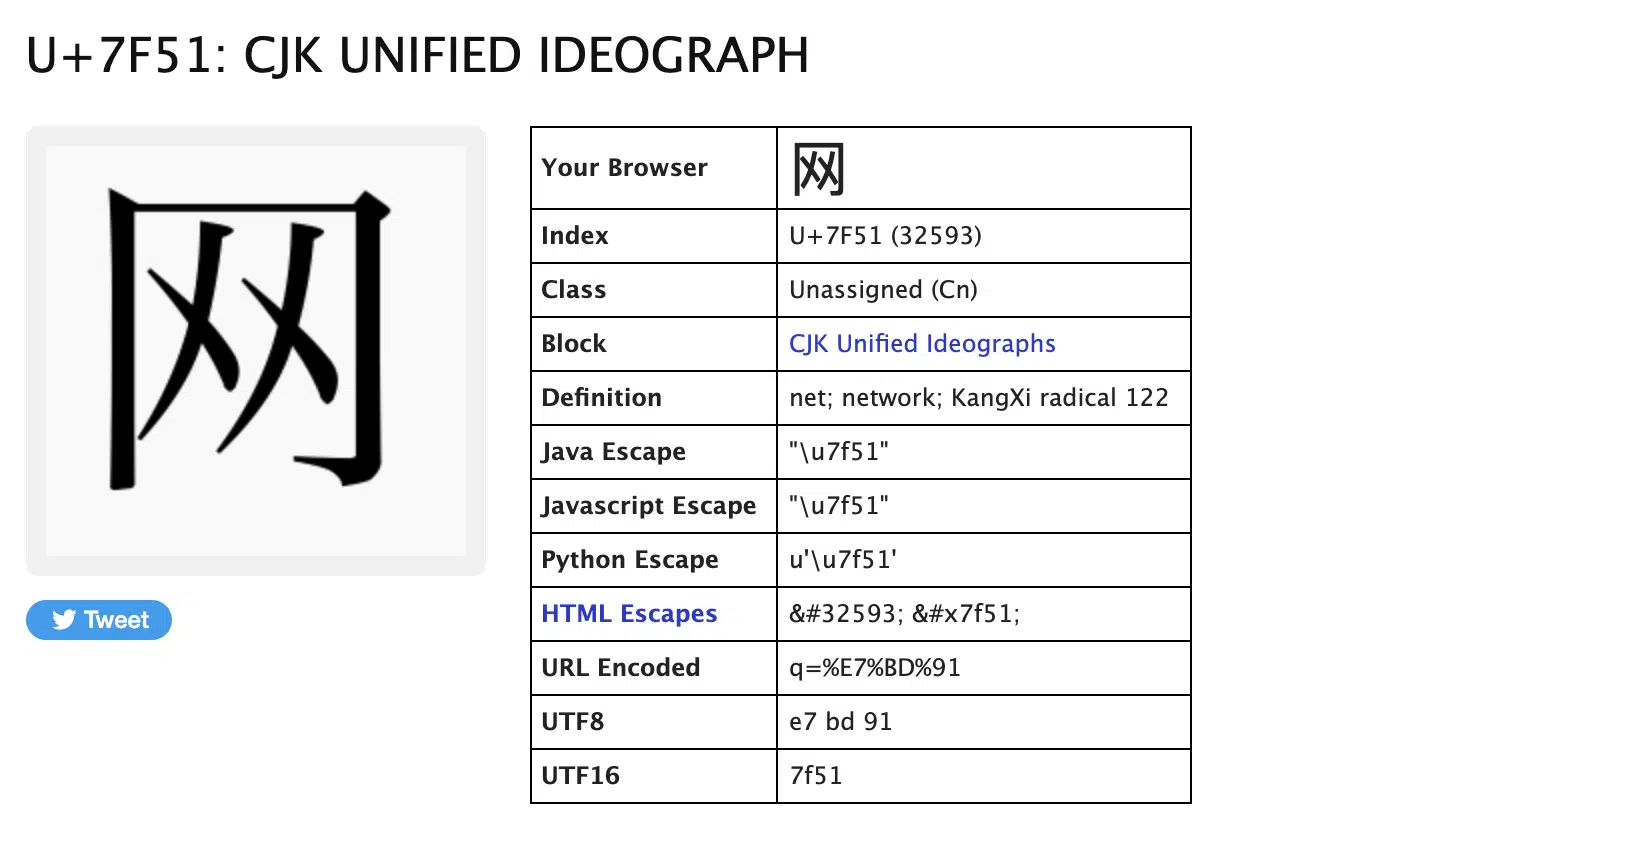 U+7F51: CJK UNIFIED IDEOGRAPH
网
Tweet
Your Browser 网
Index U+7F51 (32593)
Class Unassigned (Cn)
Block CJK Unified Ideographs
Definition net; network; KangXi radical 122
Java Escape "\u7f51"
Javascript Escape "\u7f51"
Python Escape u'\u7f51'
HTML Escapes &#32593; &#x7f51;
URL Encoded q=%E7%BD%91
UTF8 e7 bd 91
UTF16 7f51